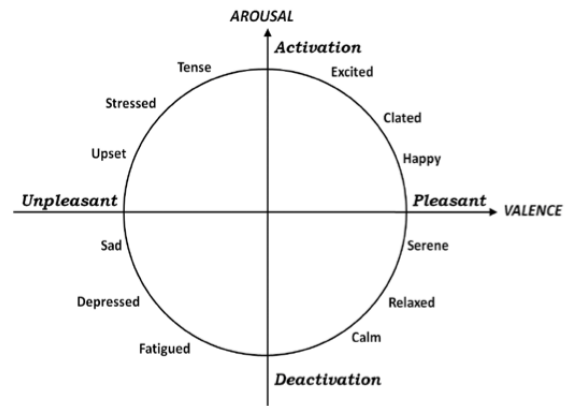 AROUSAL
Activation
Tense
Excited
Stressed
Clated
Upset
Happy
Unpleasant
Pleasant
VALENCE
Sad
Serene
Depressed
Relaxed
Calm
Fatigued
Deactivation